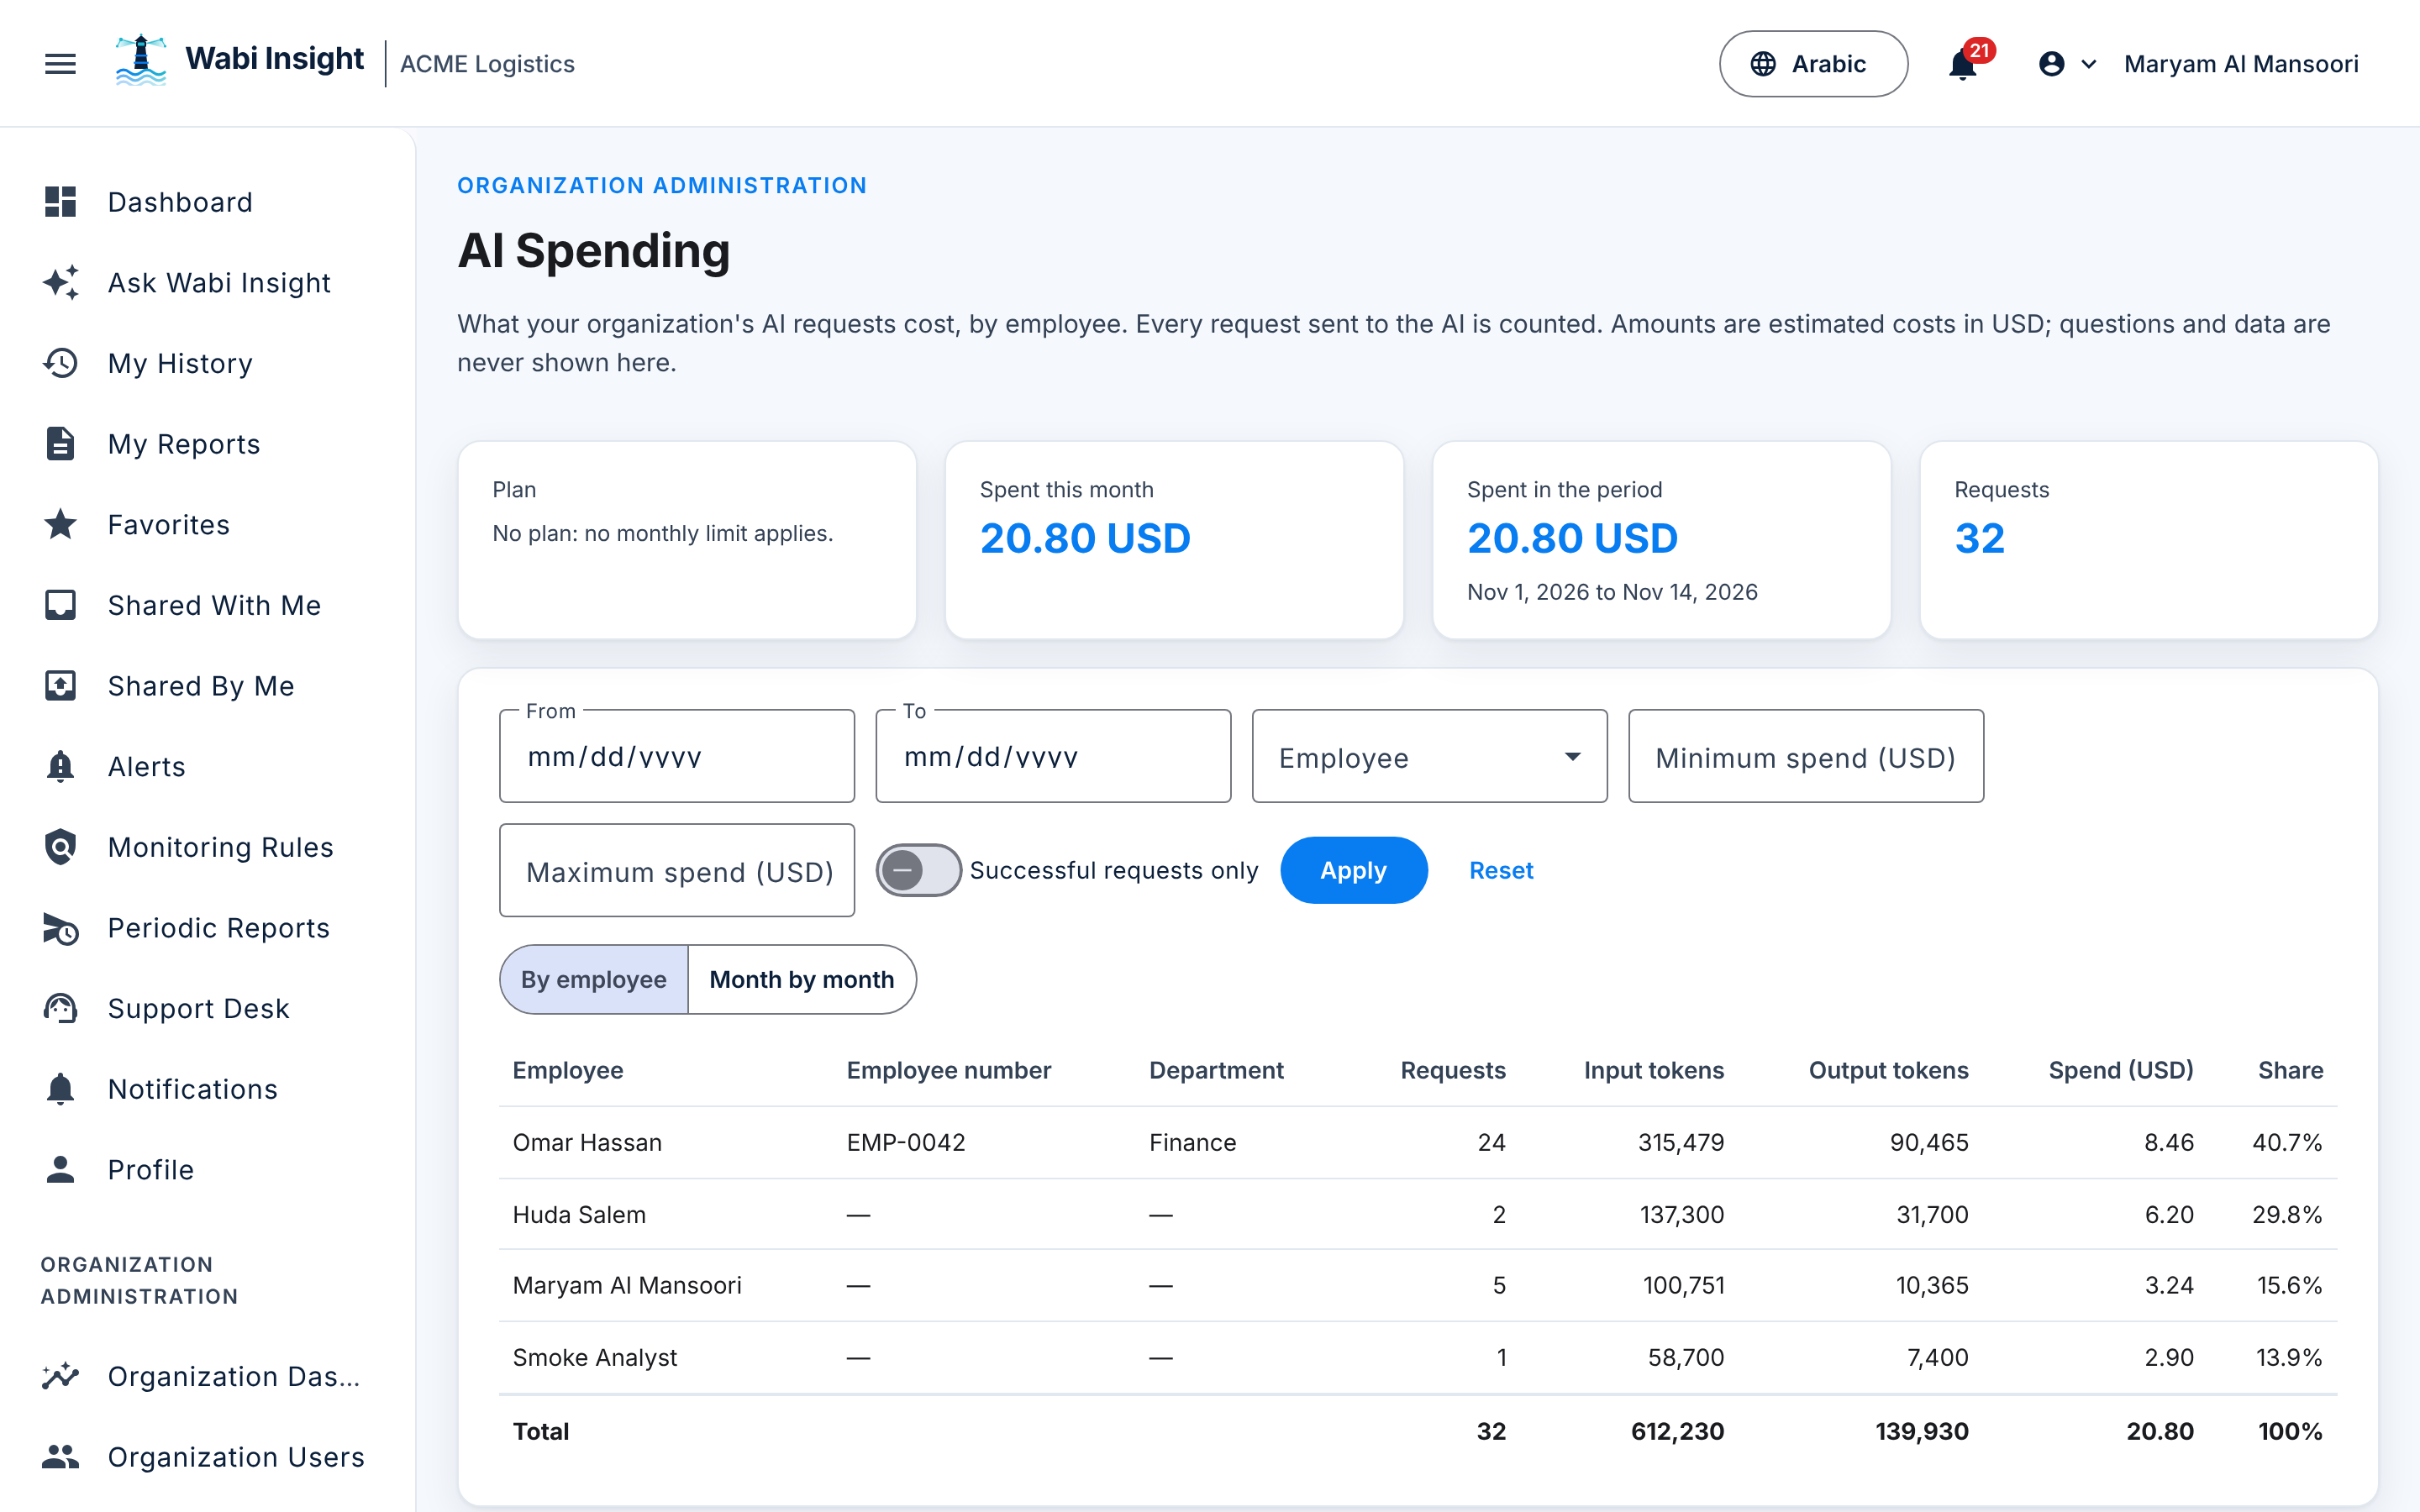 Wabi Insight
ACME Logistics
Arabic
21
Maryam Al Mansoori
Dashboard
Ask Wabi Insight
My History
My Reports
Favorites
Shared With Me
Shared By Me
Alerts
Monitoring Rules
Periodic Reports
Support Desk
Notifications
Profile
ORGANIZATION
ADMINISTRATION
Organization Das...
Organization Users
ORGANIZATION ADMINISTRATION
AI Spending
What your organization's AI requests cost, by employee. Every request sent to the AI is counted. Amounts are estimated costs in USD; questions and data are
never shown here.
Plan
No plan: no monthly limit applies.
Spent this month
20.80 USD
Spent in the period
20.80 USD
Nov 1, 2026 to Nov 14, 2026
Requests
32
From
mm/dd/yyyy
To
mm/dd/yyyy
Employee
Minimum spend (USD)
Maximum spend (USD)
Successful requests only
Apply
Reset
By employee
Month by month
Employee Employee number Department Requests Input tokens Output tokens Spend (USD) Share
Omar Hassan EMP-0042 Finance 24 315,479 90,465 8.46 40.7%
Huda Salem — — 2 137,300 31,700 6.20 29.8%
Maryam Al Mansoori — — 5 100,751 10,365 3.24 15.6%
Smoke Analyst — — 1 58,700 7,400 2.90 13.9%
Total 32 612,230 139,930 20.80 100%